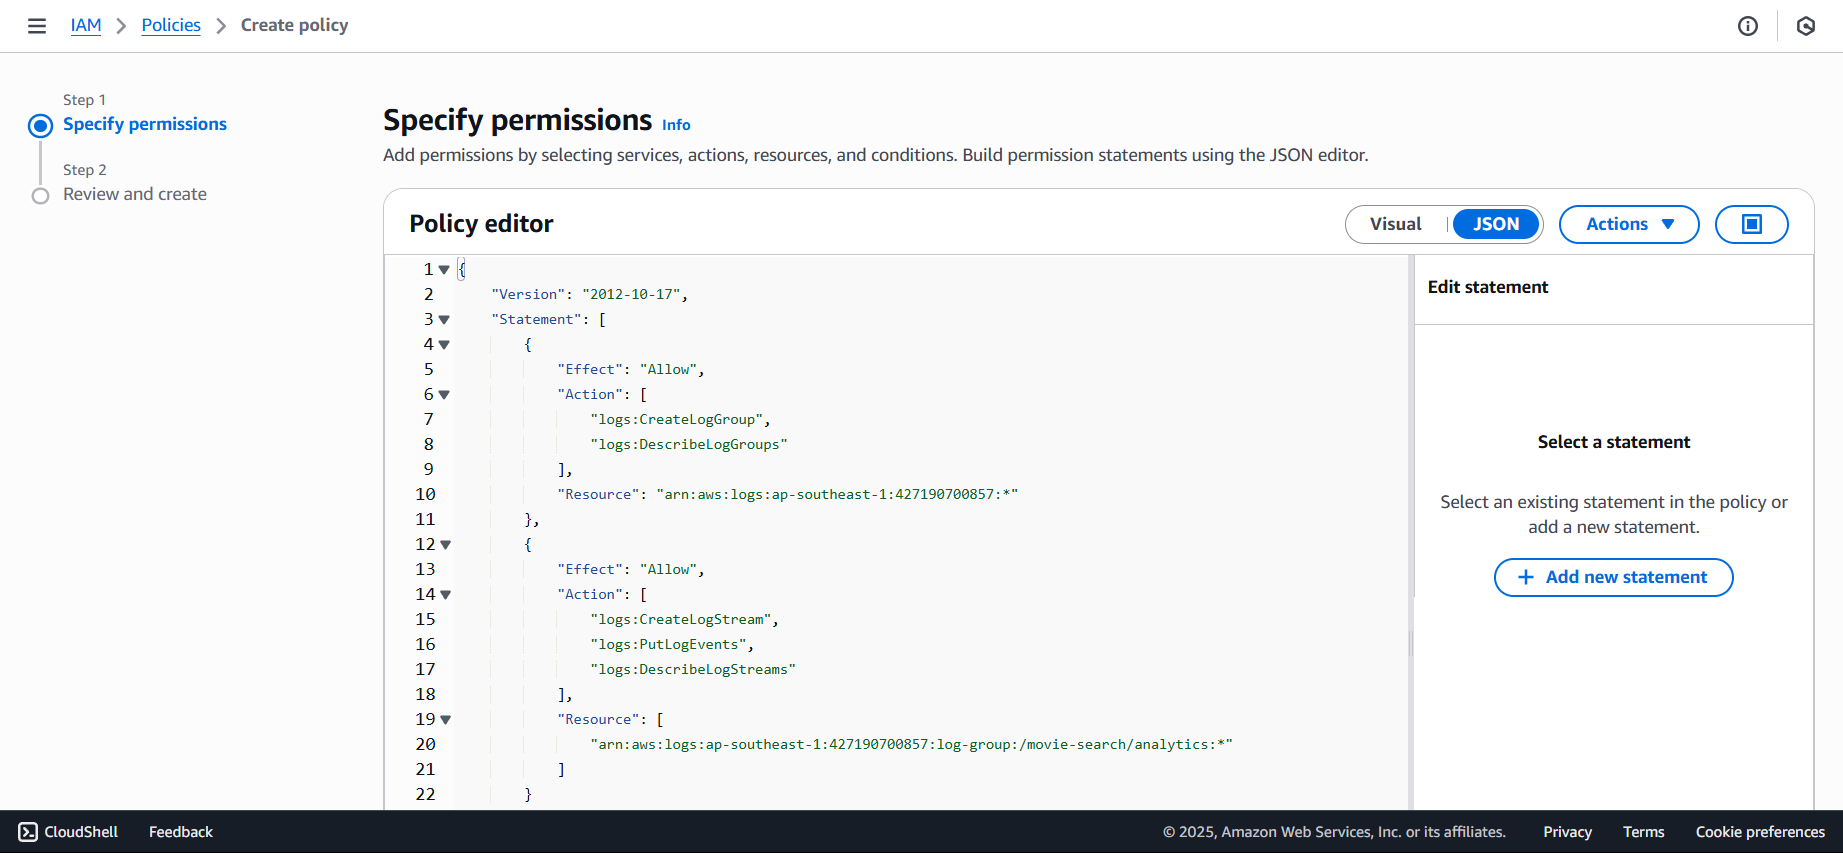 IAM > Policies > Create policy
Step 1
Specify permissions
Step 2
Review and create
Specify permissions Info
Add permissions by selecting services, actions, resources, and conditions. Build permission statements using the JSON editor.
Policy editor
Visual | JSON
Actions
1 {
2 "Version": "2012-10-17",
3 "Statement": [
4 {
5 "Effect": "Allow",
6 "Action": [
7 "logs:CreateLogGroup",
8 "logs:DescribeLogGroups"
9 ],
10 "Resource": "arn:aws:logs:ap-southeast-1:427190700857:*"
11 },
12 {
13 "Effect": "Allow",
14 "Action": [
15 "logs:CreateLogStream",
16 "logs:PutLogEvents",
17 "logs:DescribeLogStreams"
18 ],
19 "Resource": [
20 "arn:aws:logs:ap-southeast-1:427190700857:log-group:/movie-search/analytics:*"
21 ]
22 }
Edit statement
Select a statement
Select an existing statement in the policy or
add a new statement.
+ Add new statement
CloudShell
Feedback
© 2025, Amazon Web Services, Inc. or its affiliates.
Privacy
Terms
Cookie preferences